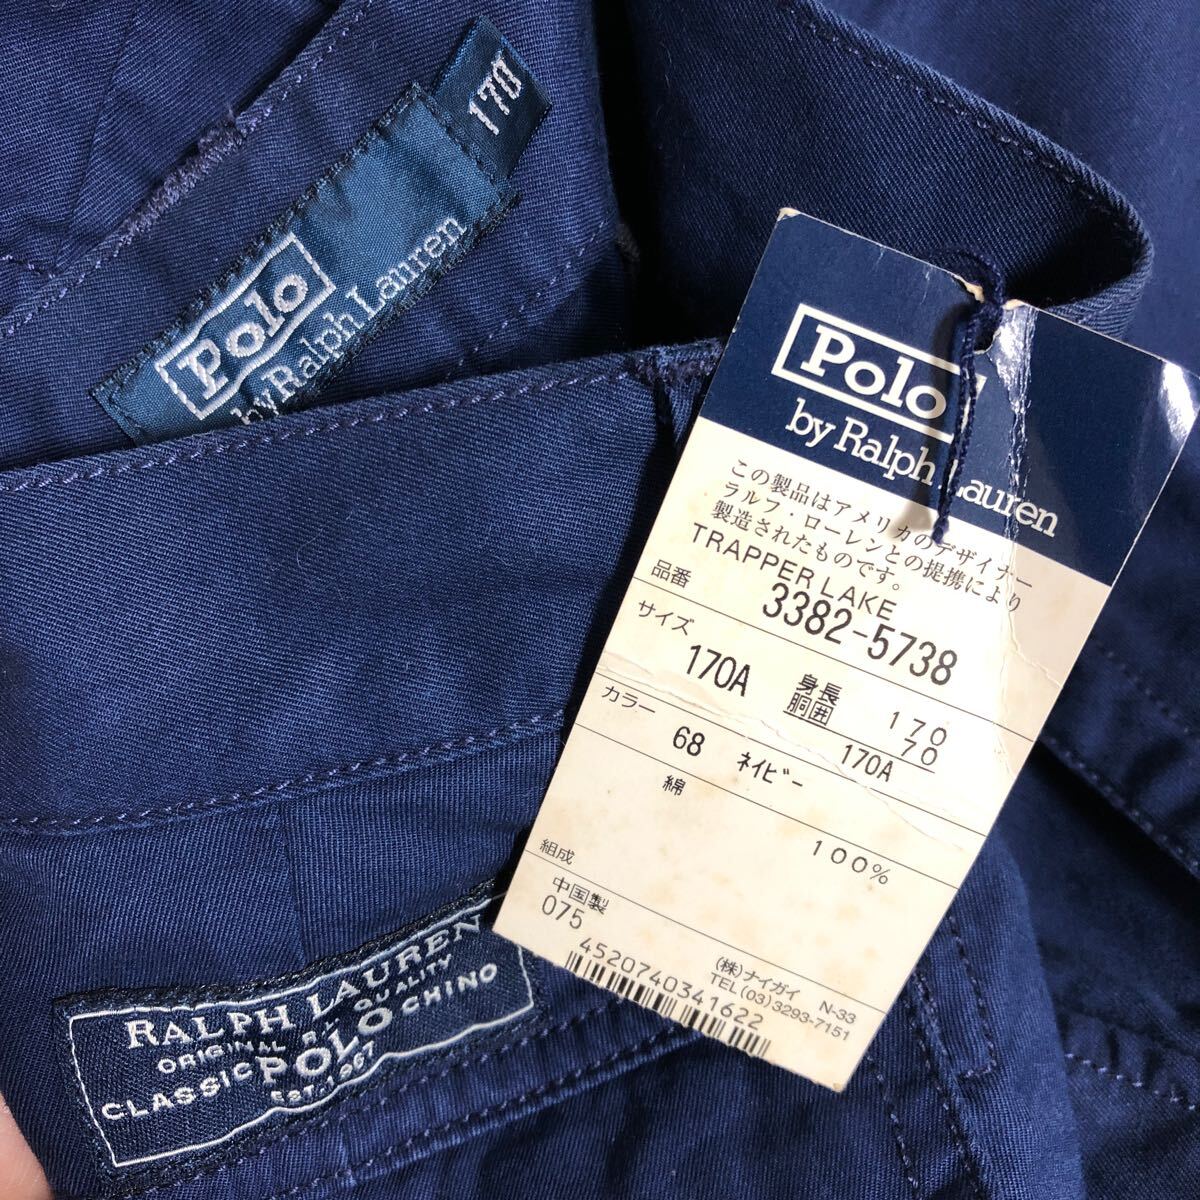 170
Polo
by Ralph Lauren
Polo
by Ralph Lauren
この製品はアメリカのデザイナー
ラルフ・ローレンとの提携により
製造されたものです。
TRAPPER LAKE
品番 3382-5738
サイズ 170A 身長 170
胴囲 70
170A
カラー 68 ネイビー
綿 100%
組成
中国製
075
(株)ナイガイ N-33
TEL(03)3293-7151
4520740341622
RALPH LAUREN
ORIGINAL R.L. QUALITY
CLASSIC POLO CHINO
EST. 1967